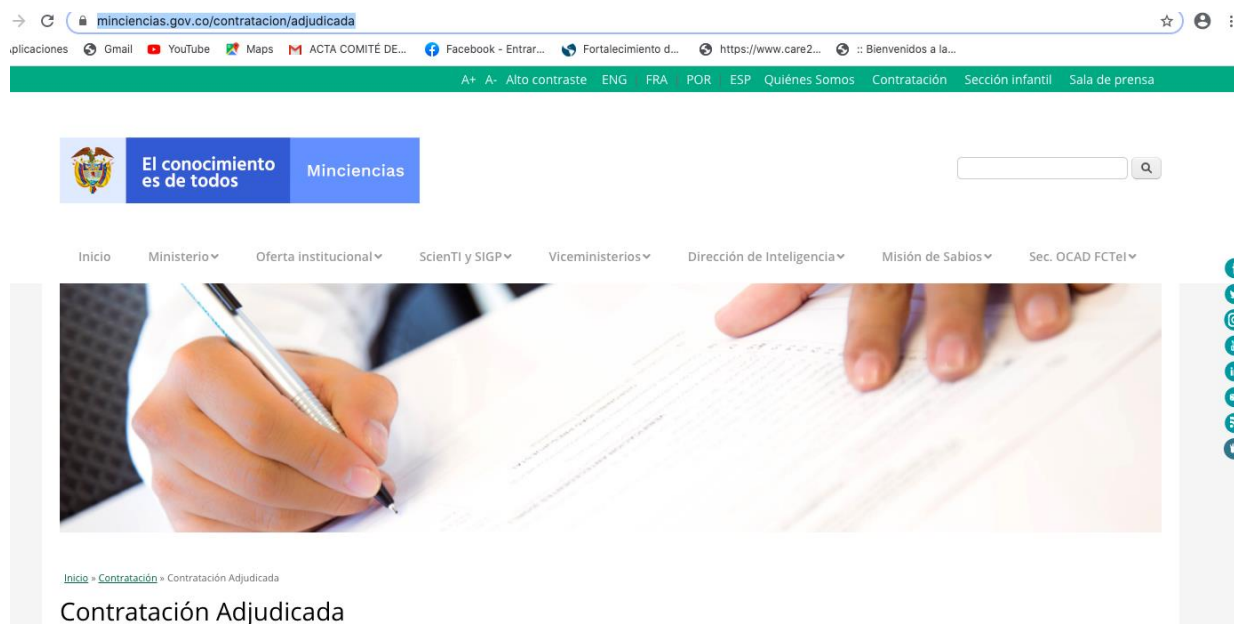 minciencias.gov.co/contratacion/adjudicada
plicaciones Gmail YouTube Maps ACTA COMITÉ DE... Facebook - Entrar... Fortalecimiento d... https://www.care2... :: Bienvenidos a la...
A+ A- Alto contraste ENG FRA POR ESP Quiénes Somos Contratación Sección infantil Sala de prensa
El conocimiento
es de todos
Minciencias
Inicio Ministerio Oferta institucional ScienTI y SIGP Viceministerios Dirección de Inteligencia Misión de Sabios Sec. OCAD FCTeI
Inicio » Contratación » Contratación Adjudicada
Contratación Adjudicada